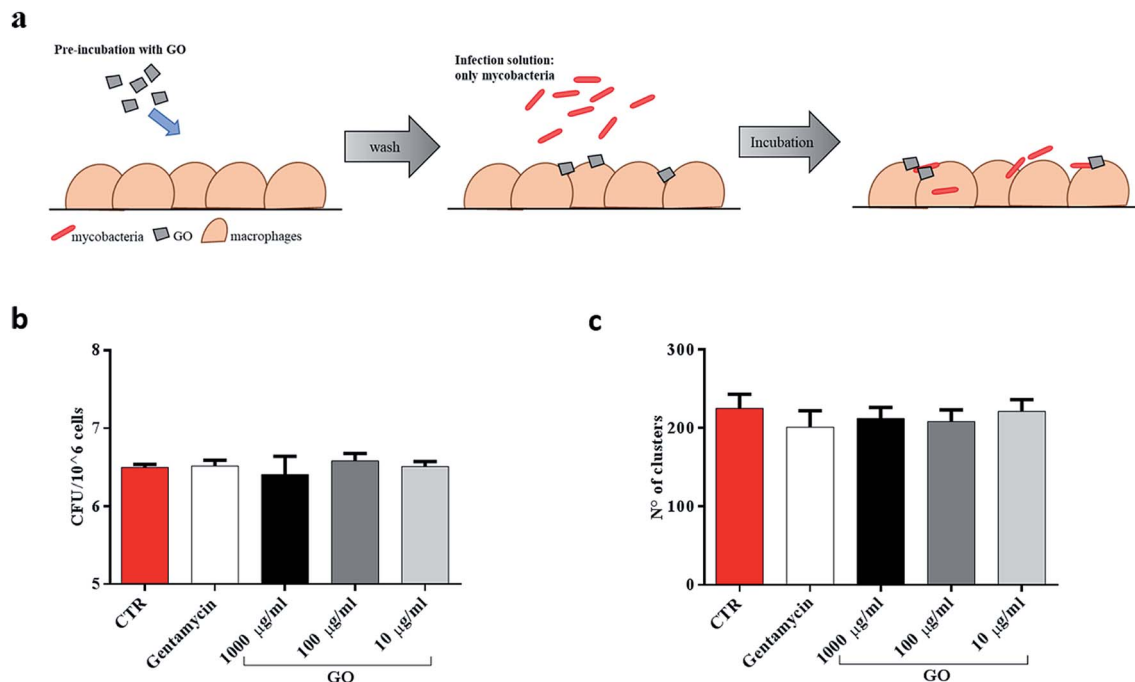 a
Pre-incubation with GO
Infection solution:
only mycobacteria
wash
Incubation
mycobacteria
GO
macrophages
b
CFU/10^6 cells
8
7
6
5
CTR
Gentamycin
1000 µg/ml
100 µg/ml
10 µg/ml
GO
c
N° of clusters
300
200
100
0
CTR
Gentamycin
1000 µg/ml
100 µg/ml
10 µg/ml
GO